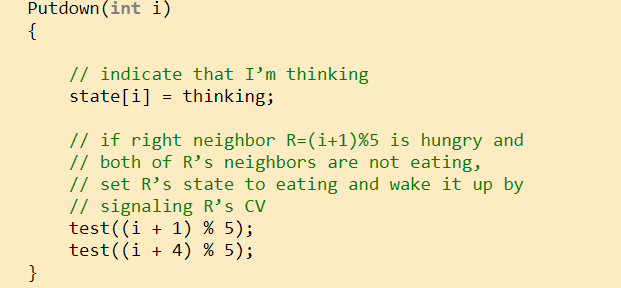 Putdown(int i)
{
// indicate that I’m thinking
state[i] = thinking;
// if right neighbor R=(i+1)%5 is hungry and
// both of R’s neighbors are not eating,
// set R’s state to eating and wake it up by
// signaling R’s CV
test((i + 1) % 5);
test((i + 4) % 5);
}